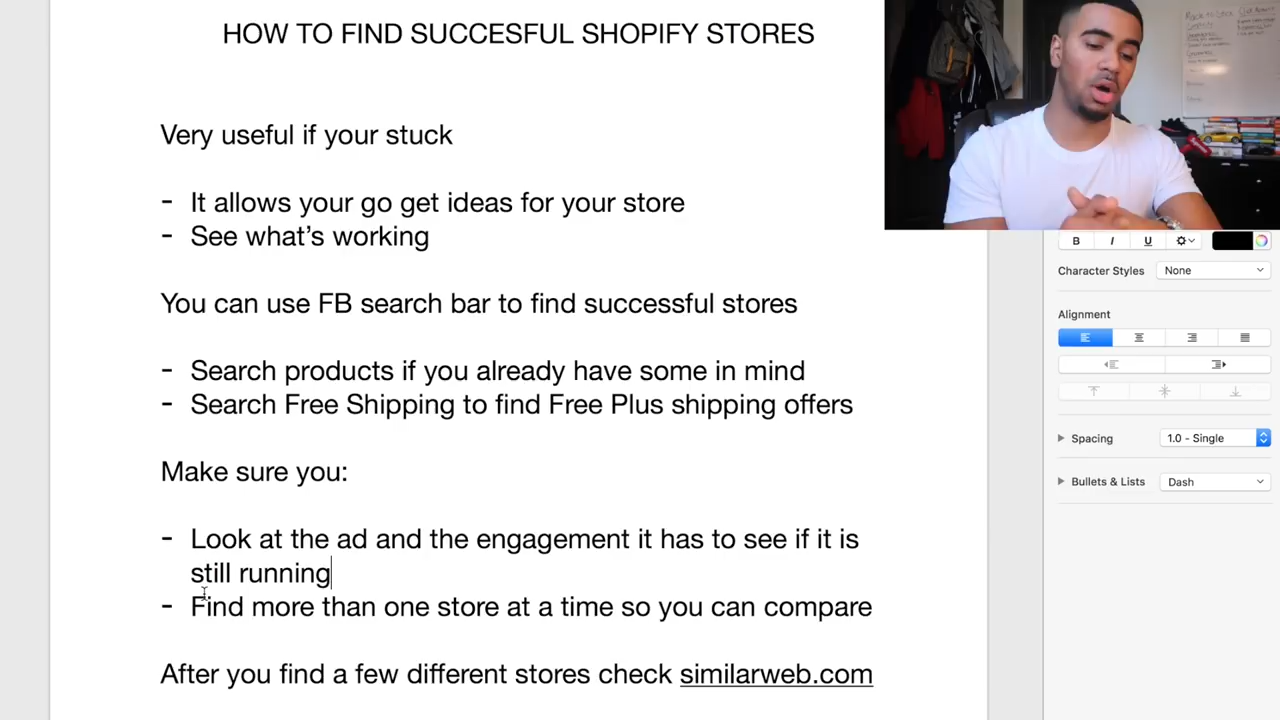 HOW TO FIND SUCCESFUL SHOPIFY STORES
Very useful if your stuck
- It allows your go get ideas for your store
- See what's working
You can use FB search bar to find successful stores
- Search products if you already have some in mind
- Search Free Shipping to find Free Plus shipping offers
Make sure you:
- Look at the ad and the engagement it has to see if it is
still running
- Find more than one store at a time so you can compare
After you find a few different stores check similarweb.com
B I U
Character Styles None
Alignment
Spacing 1.0 - Single
Bullets & Lists Dash